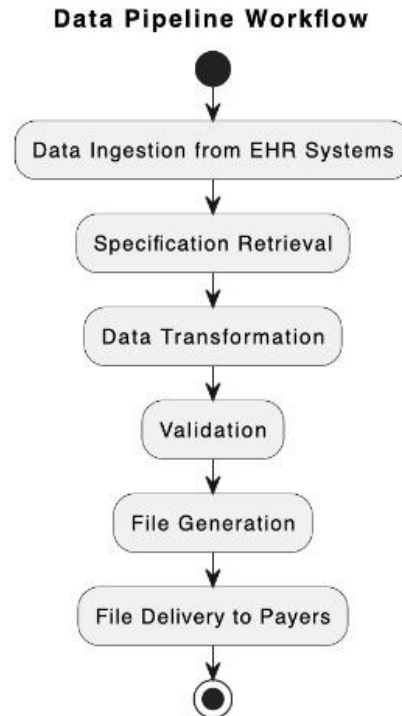 Data Pipeline Workflow
Data Ingestion from EHR Systems
Specification Retrieval
Data Transformation
Validation
File Generation
File Delivery to Payers